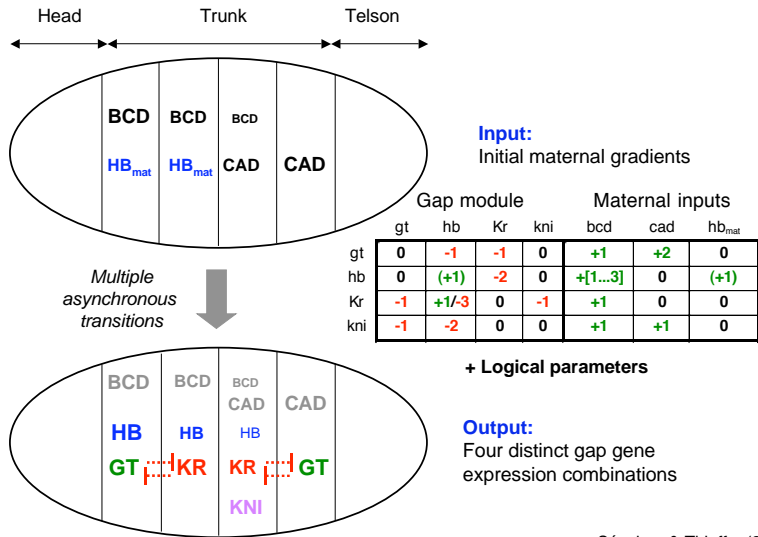 Head Trunk Telson
BCD BCD BCD
HBmat HBmat CAD CAD
Input:
Initial maternal gradients
Gap module Maternal inputs
gt hb Kr kni bcd cad hbmat
gt 0 -1 -1 0 +1 +2 0
hb 0 (+1) -2 0 +[1...3] 0 (+1)
Kr -1 +1/-3 0 -1 +1 0 0
kni -1 -2 0 0 +1 +1 0
Multiple
asynchronous
transitions
+ Logical parameters
BCD BCD BCD
CAD CAD
HB HB HB
GT KR KR GT
KNI
Output:
Four distinct gap gene
expression combinations